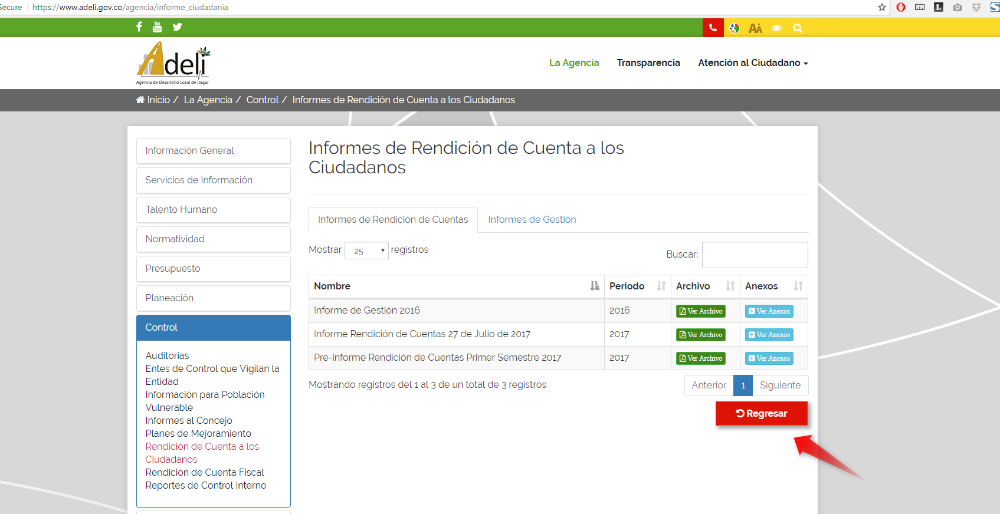 Secure https://www.adeli.gov.co/agencia/informe_ciudadania
Adeli
Agencia de Desarrollo Local de Itagüí
La Agencia Transparencia Atención al Ciudadano
Inicio / La Agencia / Control / Informes de Rendición de Cuenta a los Ciudadanos
Información General
Servicios de Información
Talento Humano
Normatividad
Presupuesto
Planeación
Control
Auditorias
Entes de Control que Vigilan la
Entidad
Información para Población
Vulnerable
Informes al Concejo
Planes de Mejoramiento
Rendición de Cuenta a los
Ciudadanos
Rendición de Cuenta Fiscal
Reportes de Control Interno
Informes de Rendición de Cuenta a los
Ciudadanos
Informes de Rendición de Cuentas Informes de Gestión
Mostrar 25 registros
Buscar:
Nombre Periodo Archivo Anexos
Informe de Gestión 2016 2016 Ver Archivo Ver Anexos
Informe Rendición de Cuentas 27 de Julio de 2017 2017 Ver Archivo Ver Anexos
Pre-informe Rendición de Cuentas Primer Semestre 2017 2017 Ver Archivo Ver Anexos
Mostrando registros del 1 al 3 de un total de 3 registros
Anterior 1 Siguiente
Regresar